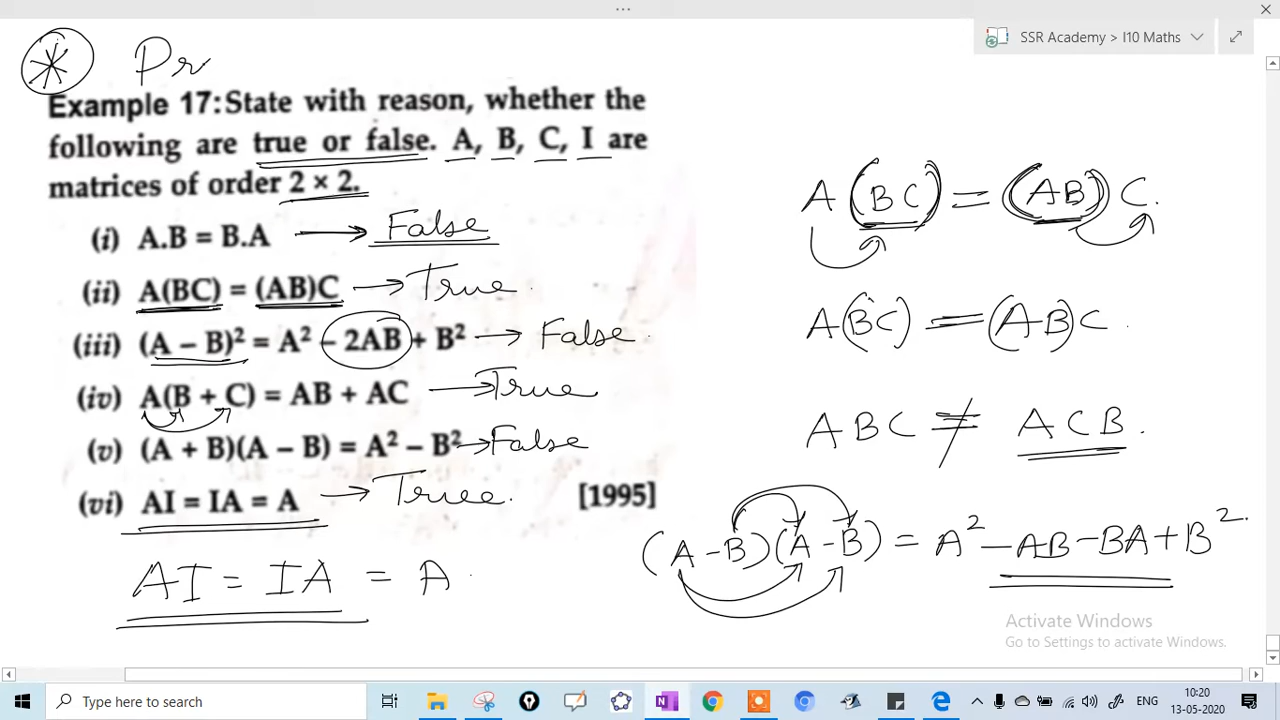 SSR Academy > I10 Maths
Pr
Example 17: State with reason, whether the
following are true or false. A, B, C, I are
matrices of order 2 × 2.
(i) A.B = B.A → False
(ii) A(BC) = (AB)C → True
(iii) (A – B)² = A² – 2AB + B² → False
(iv) A(B + C) = AB + AC → True
(v) (A + B)(A – B) = A² – B² → False
(vi) AI = IA = A → True. [1995]
AI = IA = A
A(BC) = (AB)C.
A(BC) = (AB)C.
ABC ≠ ACB.
(A – B)(A – B) = A² – AB – BA + B².
Activate Windows
Go to Settings to activate Windows.
Type here to search
ENG
10:20
13-05-2020